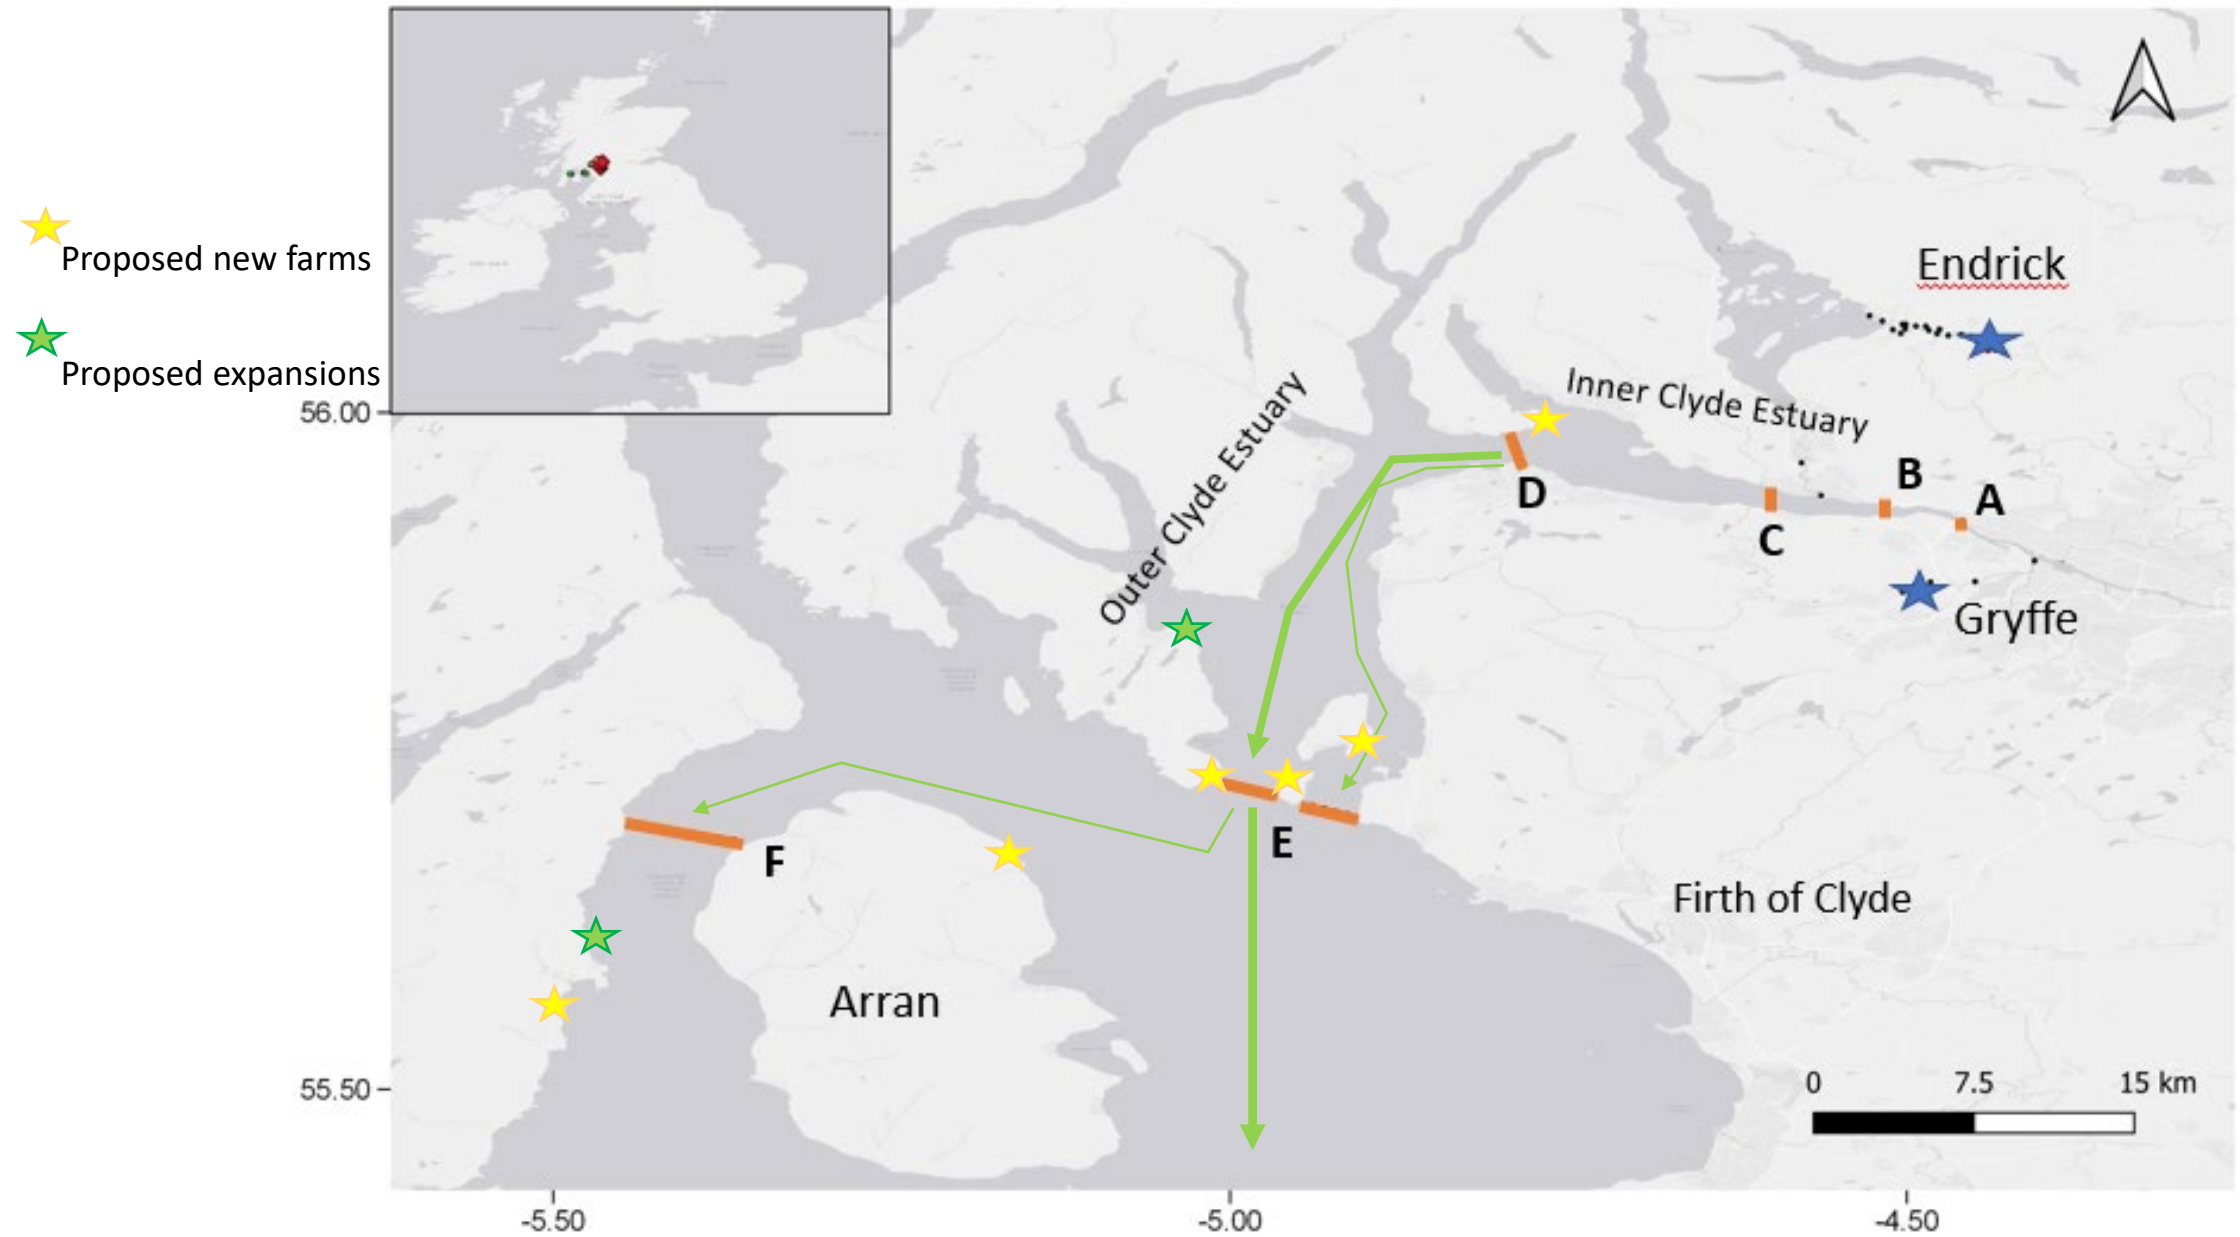 Proposed new farms
Proposed expansions
56.00
55.50
-5.50
-5.00
-4.50
Endrick
Inner Clyde Estuary
Outer Clyde Estuary
D
C
B
A
Gryffe
E
F
Arran
Firth of Clyde
0 7.5 15 km